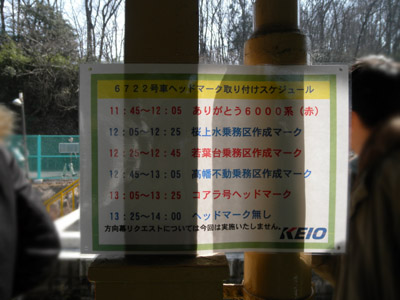 6722号車ヘッドマーク取り付けスケジュール
11：45～12：05 ありがとう6000系（赤）
12：05～12：25 桜上水乗務区作成マーク
12：25～12：45 若葉台乗務区作成マーク
12：45～13：05 高幡不動乗務区作成マーク
13：05～13：25 コアラ号ヘッドマーク
13：25～14：00 ヘッドマーク無し
方向幕リクエストについては今回は実施いたしません。
KEIO